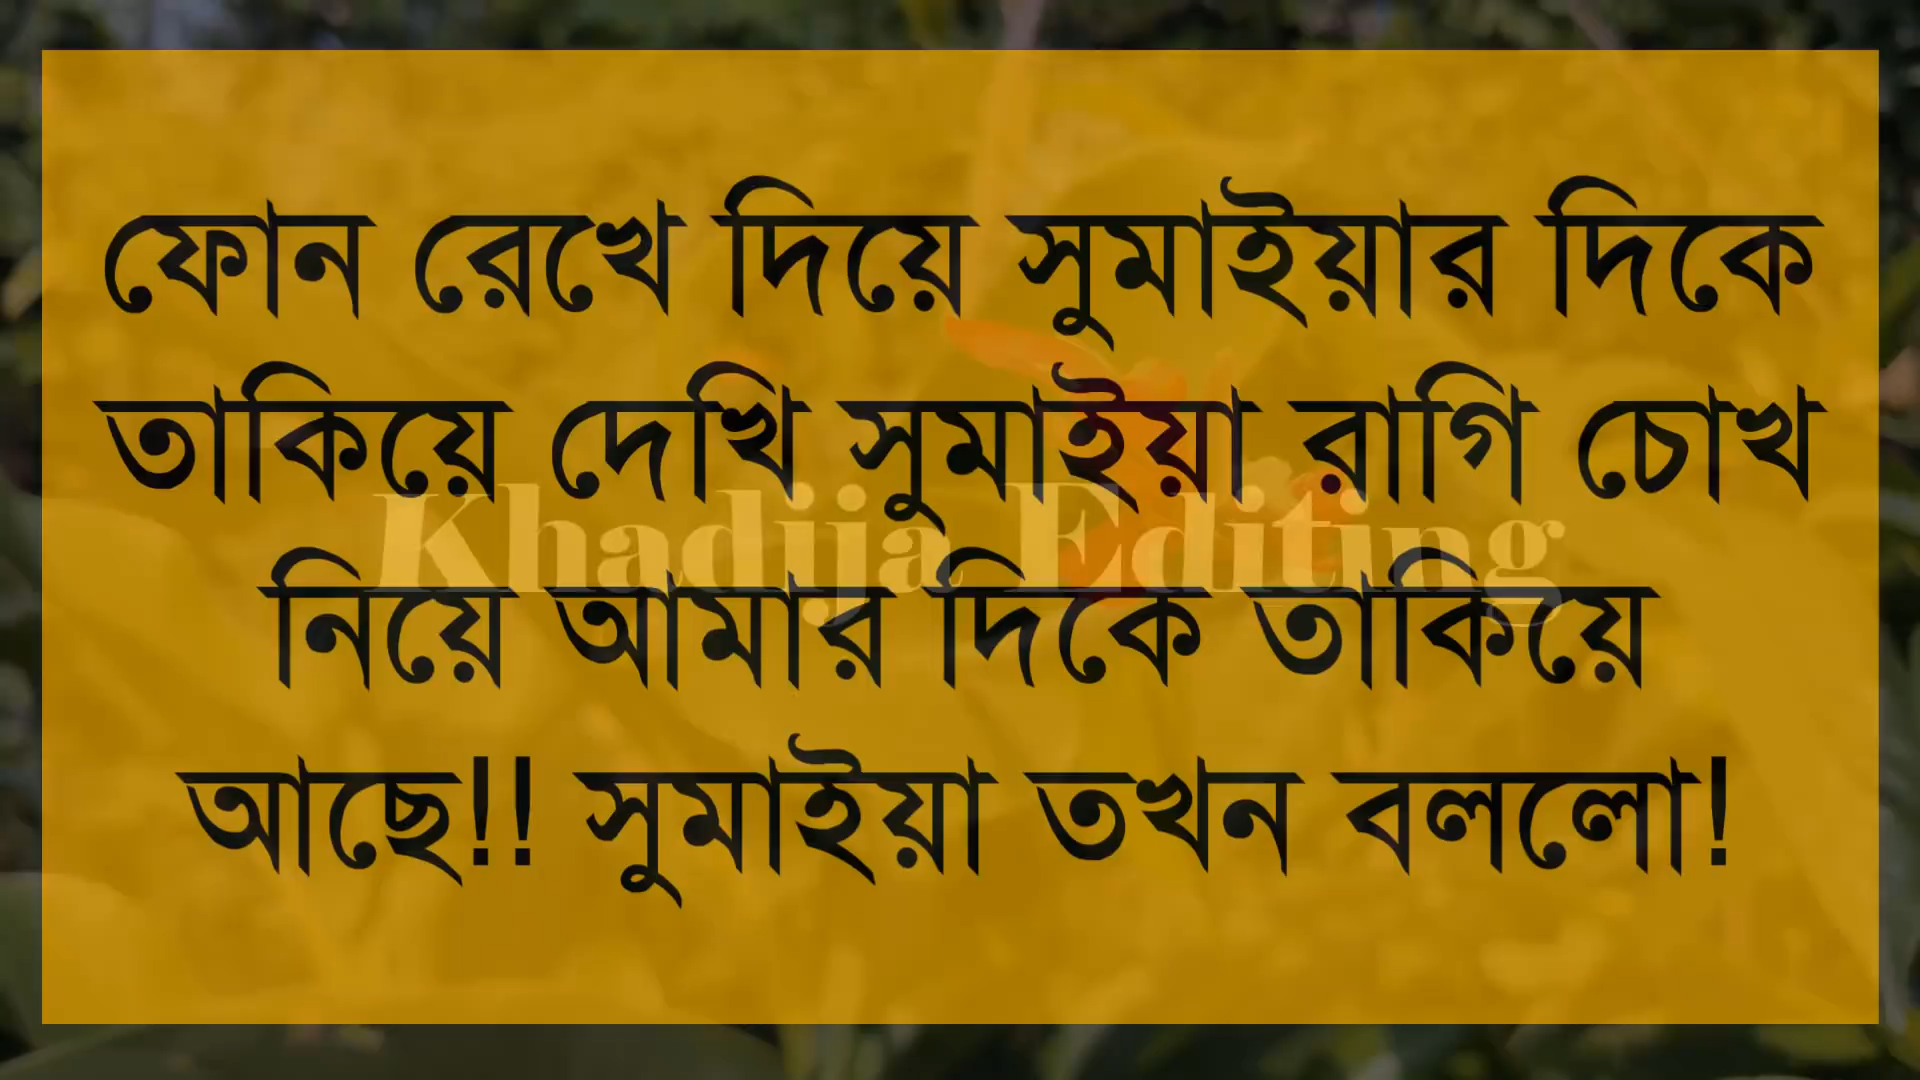 ফোন রেখে দিয়ে সুমাইয়ার দিকে
তাকিয়ে দেখি সুমাইয়া রাগি চোখ
Khadija Editing
নিয়ে আমার দিকে তাকিয়ে
আছে!! সুমাইয়া তখন বললো!